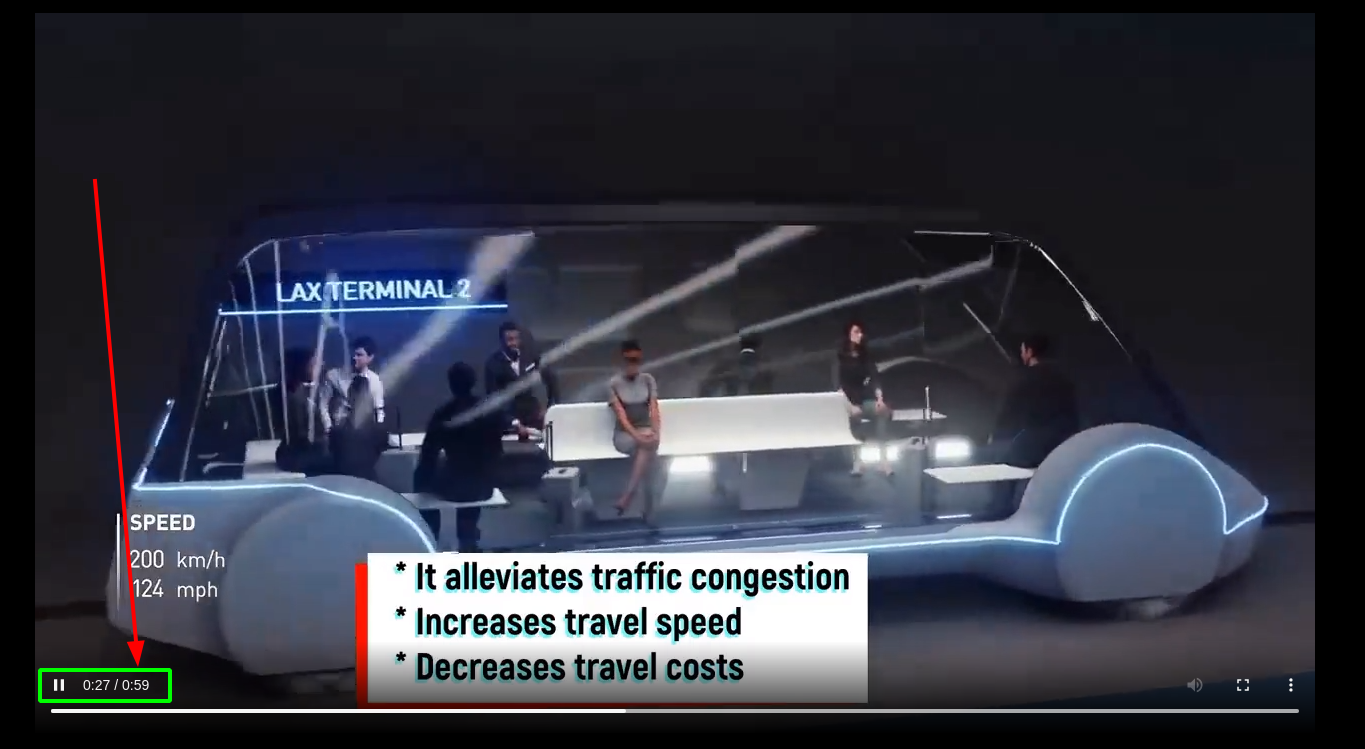 LAX TERMINAL 2
SPEED
200 km/h
124 mph
* It alleviates traffic congestion
* Increases travel speed
* Decreases travel costs
0:27 / 0:59